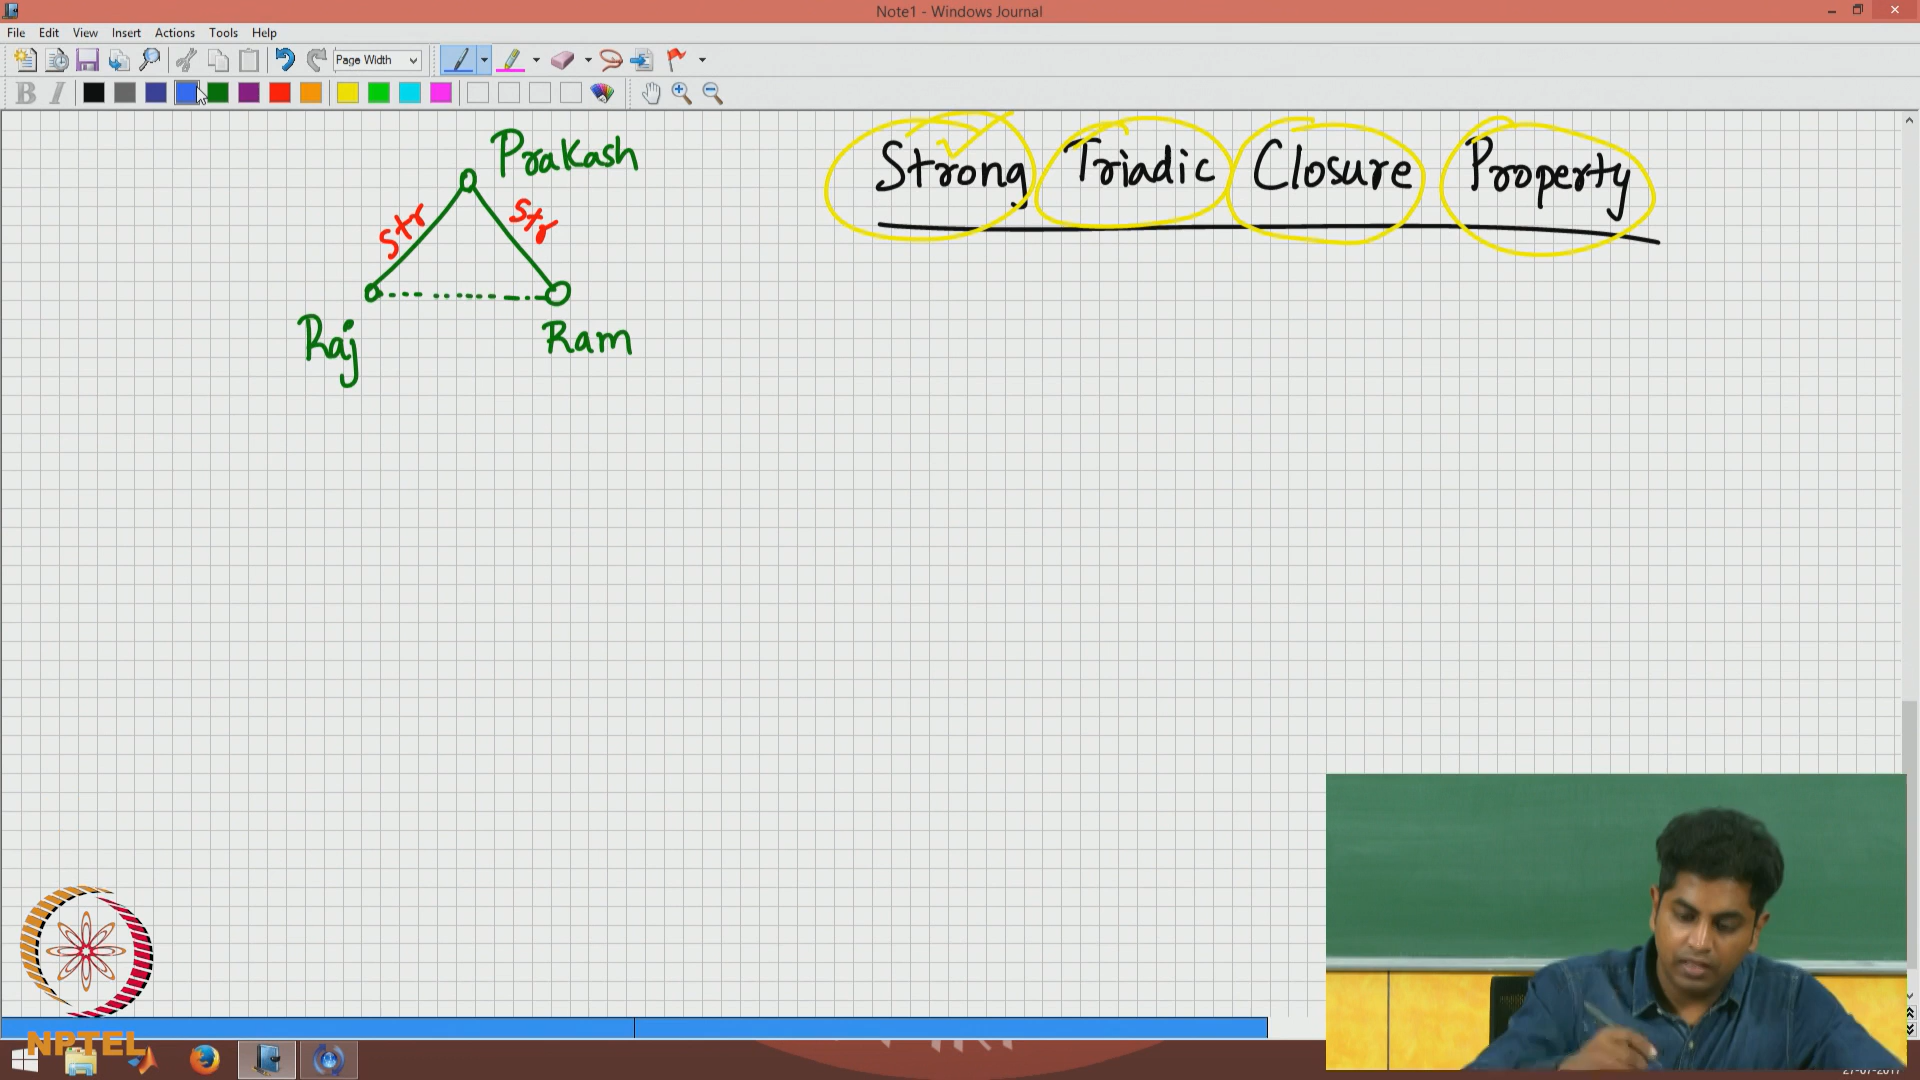 Note1 - Windows Journal
File Edit View Insert Actions Tools Help
Page Width
B I
Prakash
Strong Triadic Closure Property
str
str
Raj
Ram
NPTEL